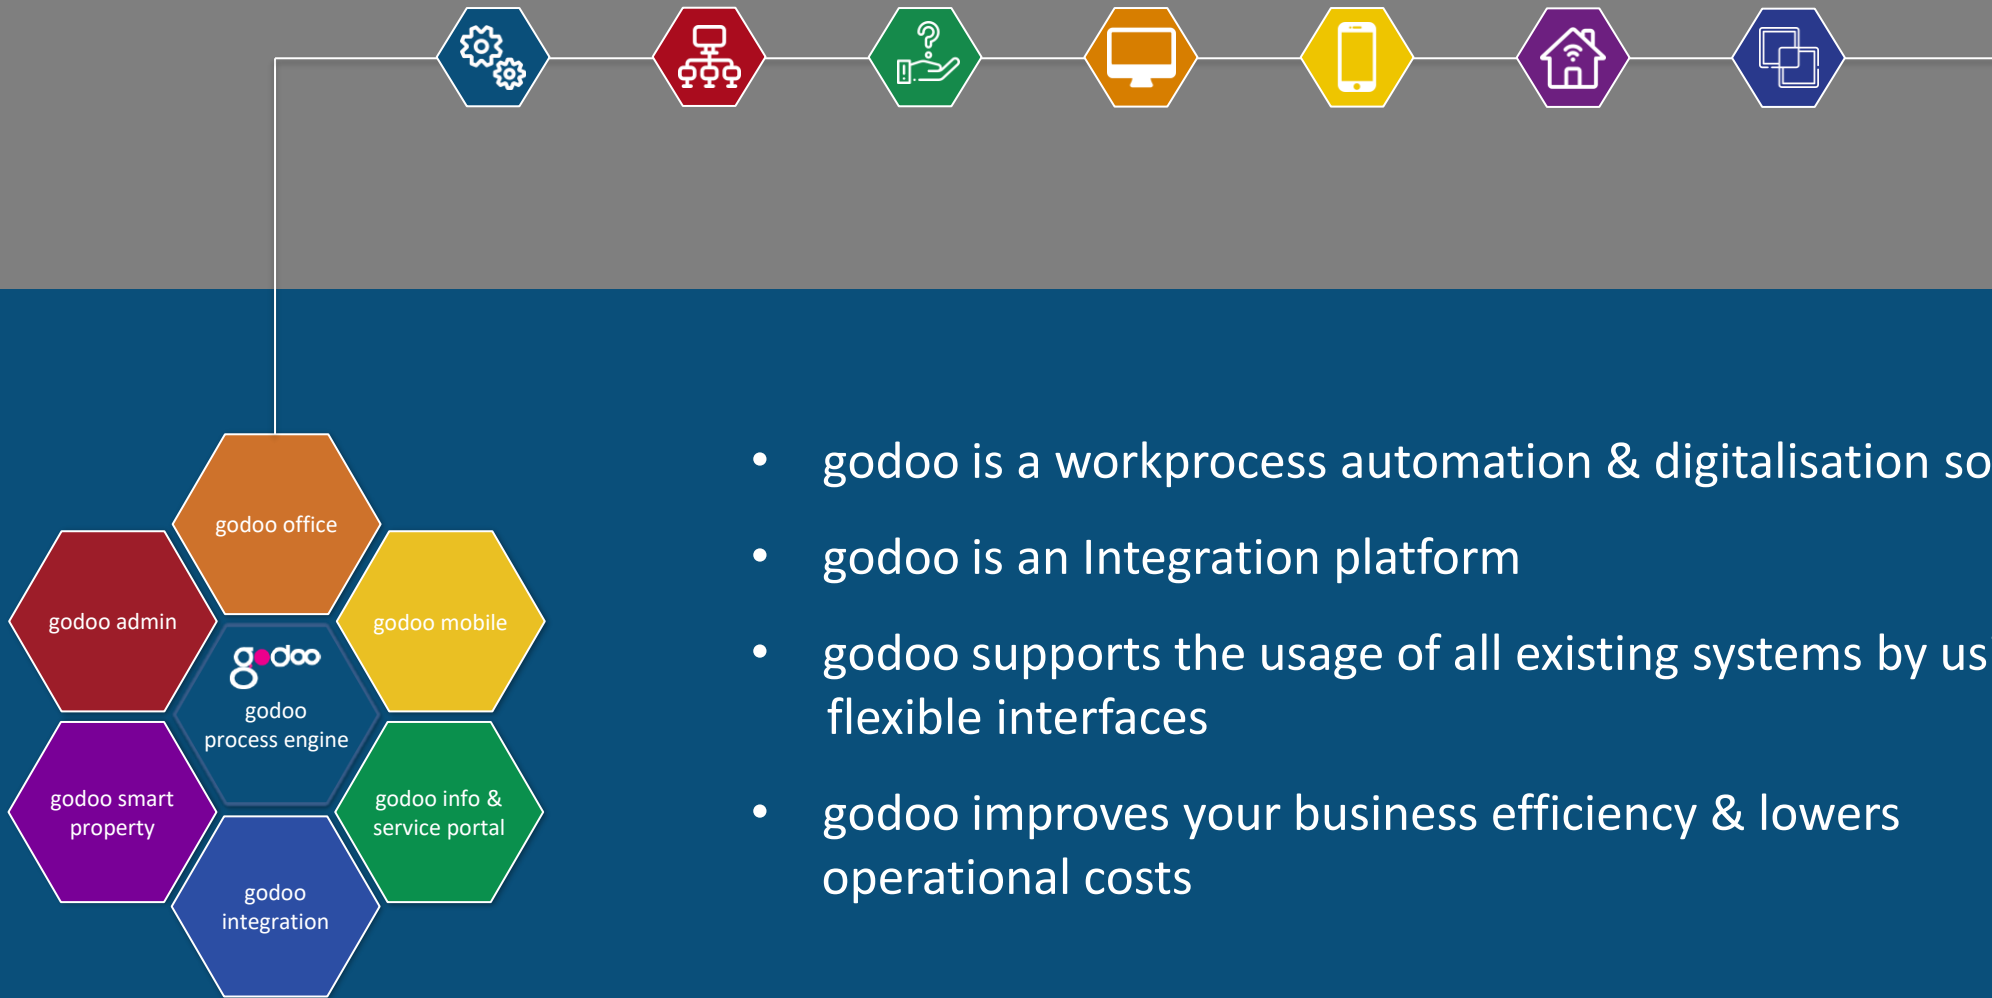 godoo office
godoo admin
godoo mobile
godoo
godoo
process engine
godoo smart
property
godoo info &
service portal
godoo
integration
• godoo is a workprocess automation & digitalisation so
• godoo is an Integration platform
• godoo supports the usage of all existing systems by us
flexible interfaces
• godoo improves your business efficiency & lowers
operational costs